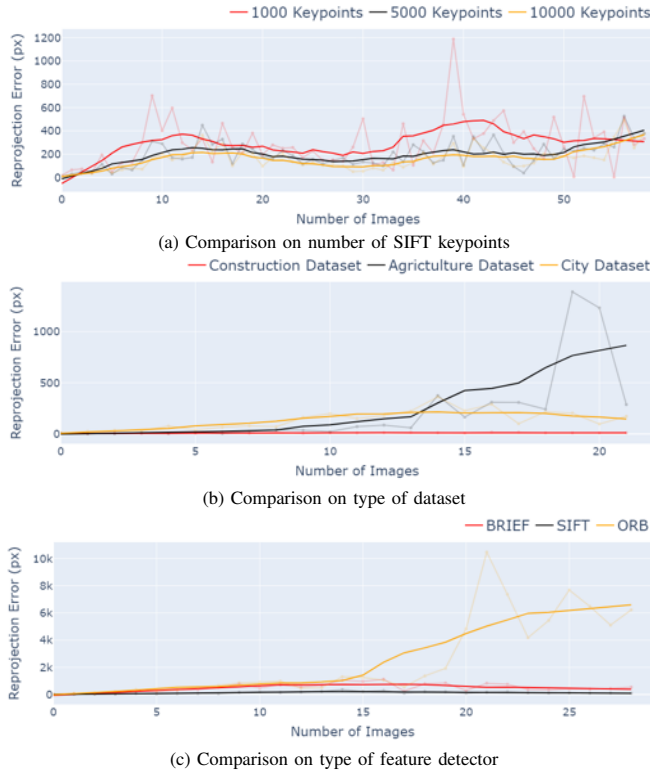 1000 Keypoints 5000 Keypoints 10000 Keypoints
Reprojection Error (px)
1200
1000
800
600
400
200
0
0 10 20 30 40 50
Number of Images
(a) Comparison on number of SIFT keypoints
Construction Dataset Agricture Dataset City Dataset
Reprojection Error (px)
1000
500
0
0 5 10 15 20
Number of Images
(b) Comparison on type of dataset
BRIEF SIFT ORB
Reprojection Error (px)
10k
8k
6k
4k
2k
0
0 5 10 15 20 25
Number of Images
(c) Comparison on type of feature detector